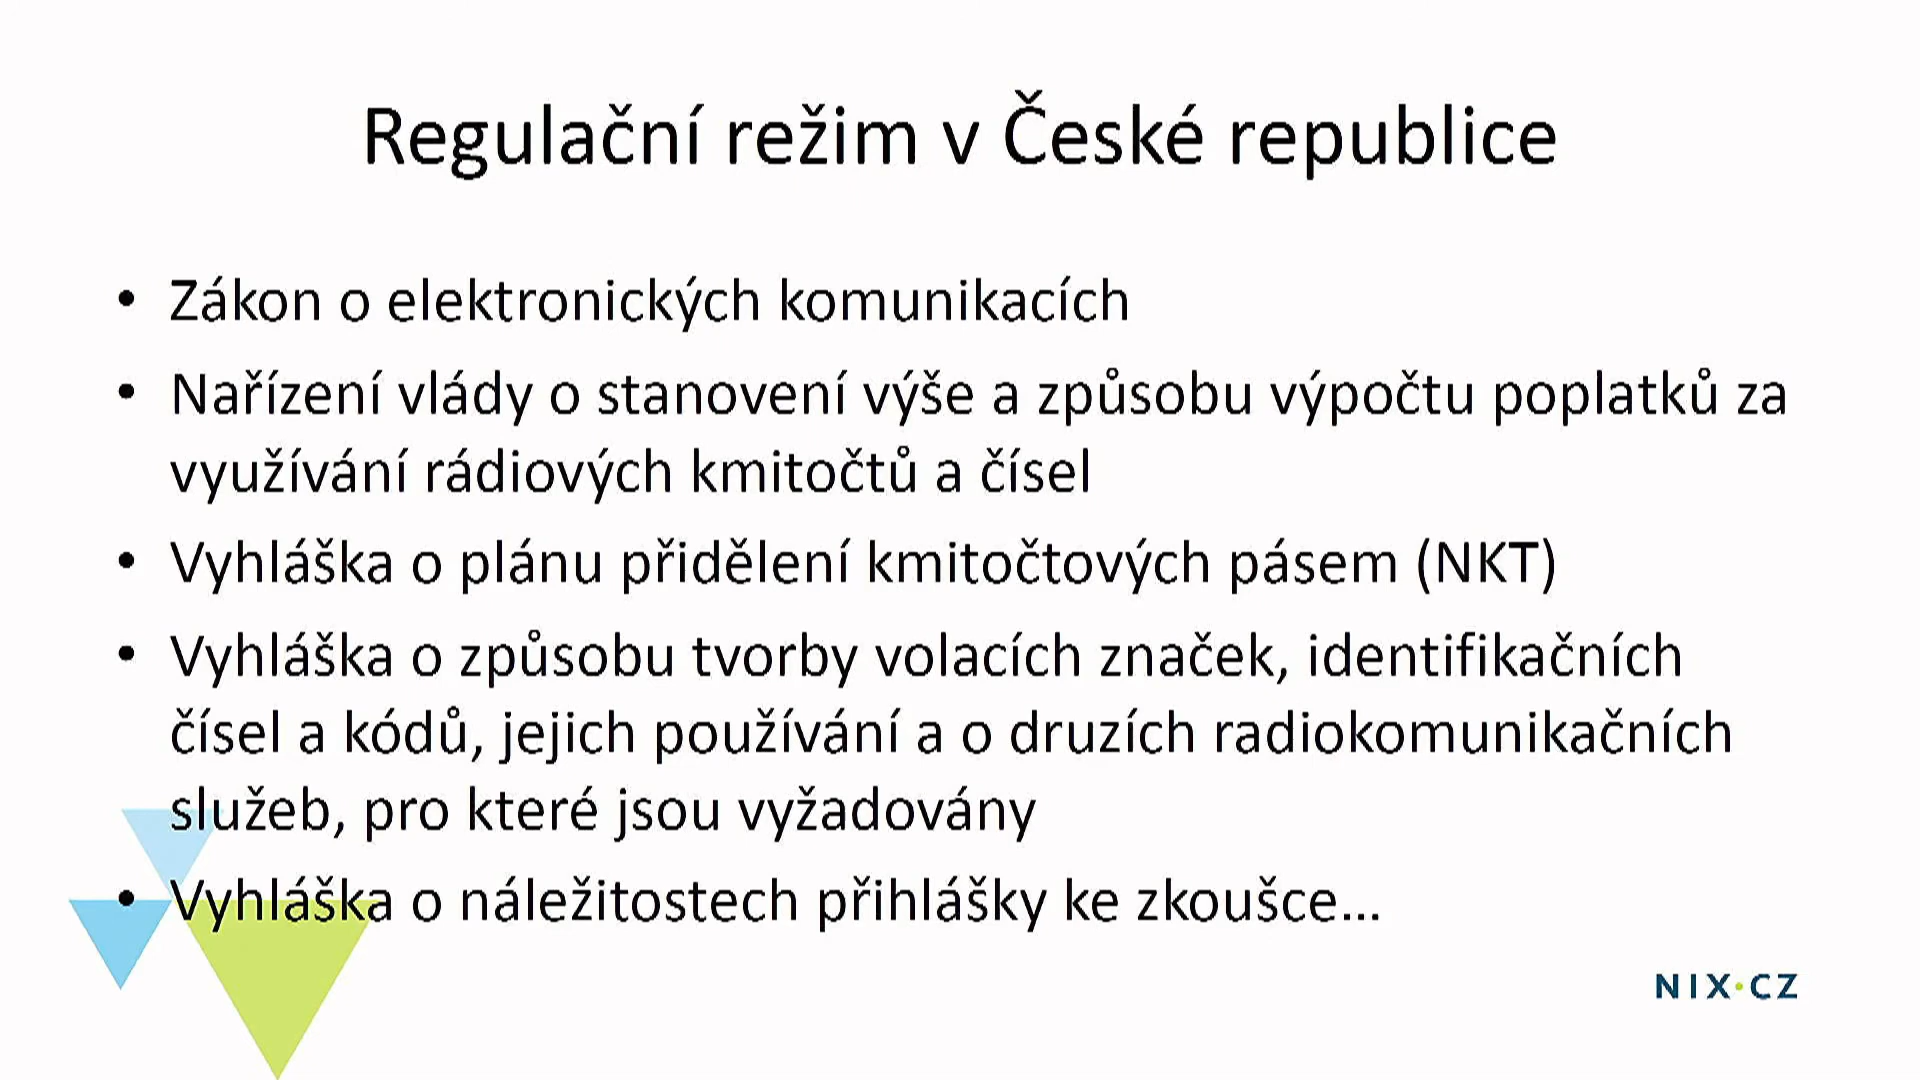 Regulační režim v České republice
• Zákon o elektronických komunikacích
• Nařízení vlády o stanovení výše a způsobu výpočtu poplatků za
využívání rádiových kmitočtů a čísel
• Vyhláška o plánu přidělení kmitočtových pásem (NKT)
• Vyhláška o způsobu tvorby volacích značek, identifikačních
čísel a kódů, jejich používání a o druzích radiokomunikačních
služeb, pro které jsou vyžadovány
• Vyhláška o náležitostech přihlášky ke zkoušce…
NIX•CZ